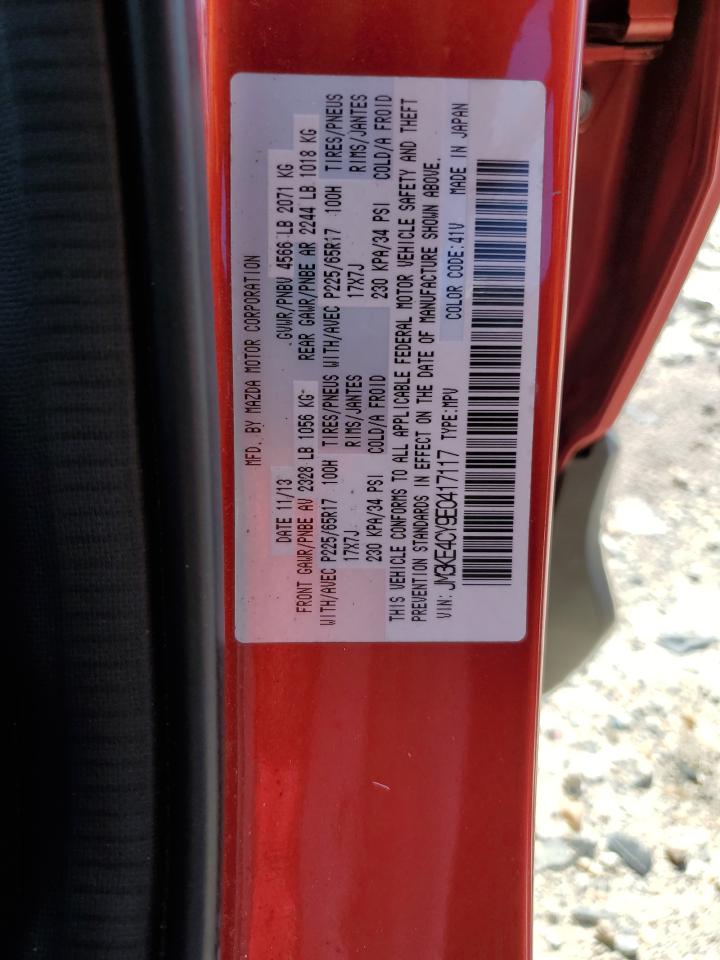 MFD. BY MAZDA MOTOR CORPORATION
DATE 11/13 GVWR/PNBV 4566 LB 2071 KG
FRONT GAWR/PNBE AV 2328 LB 1056 KG REAR GAWR/PNBE AR 2244 LB 1018 KG
WITH/AVEC P225/65R17 100H TIRES/PNEUS WITH/AVEC P225/65R17 100H TIRES/PNEUS
17X7J RIMS/JANTES 17X7J RIMS/JANTES
230 KPA/34 PSI COLD/A FROID 230 KPA/34 PSI COLD/A FROID
THIS VEHICLE CONFORMS TO ALL APPLICABLE FEDERAL MOTOR VEHICLE SAFETY AND THEFT
PREVENTION STANDARDS IN EFFECT ON THE DATE OF MANUFACTURE SHOWN ABOVE.
VIN: JM3KE4CY9E0417117 TYPE:MPV COLOR CODE:41V MADE IN JAPAN